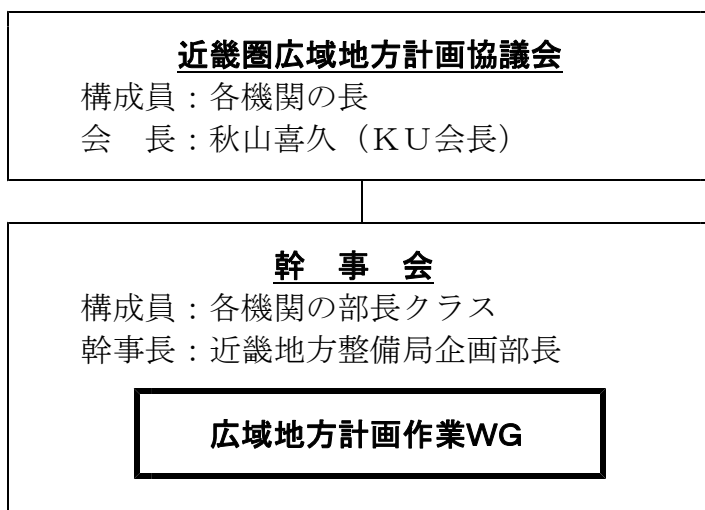 近畿圏広域地方計画協議会
構成員：各機関の長
会　長：秋山喜久（ＫＵ会長）
幹　事　会
構成員：各機関の部長クラス
幹事長：近畿地方整備局企画部長
広域地方計画作業WG